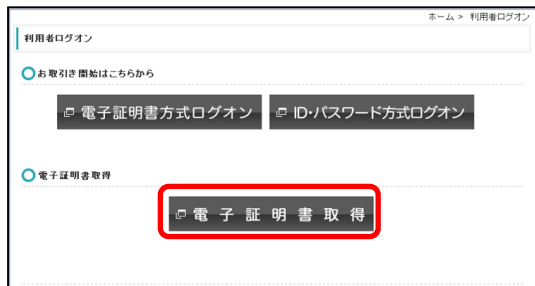 ホーム > 利用者ログオン
利用者ログオン
お取引き開始はこちらから
電子証明書方式ログオン
ID・パスワード方式ログオン
電子証明書取得
電子証明書取得